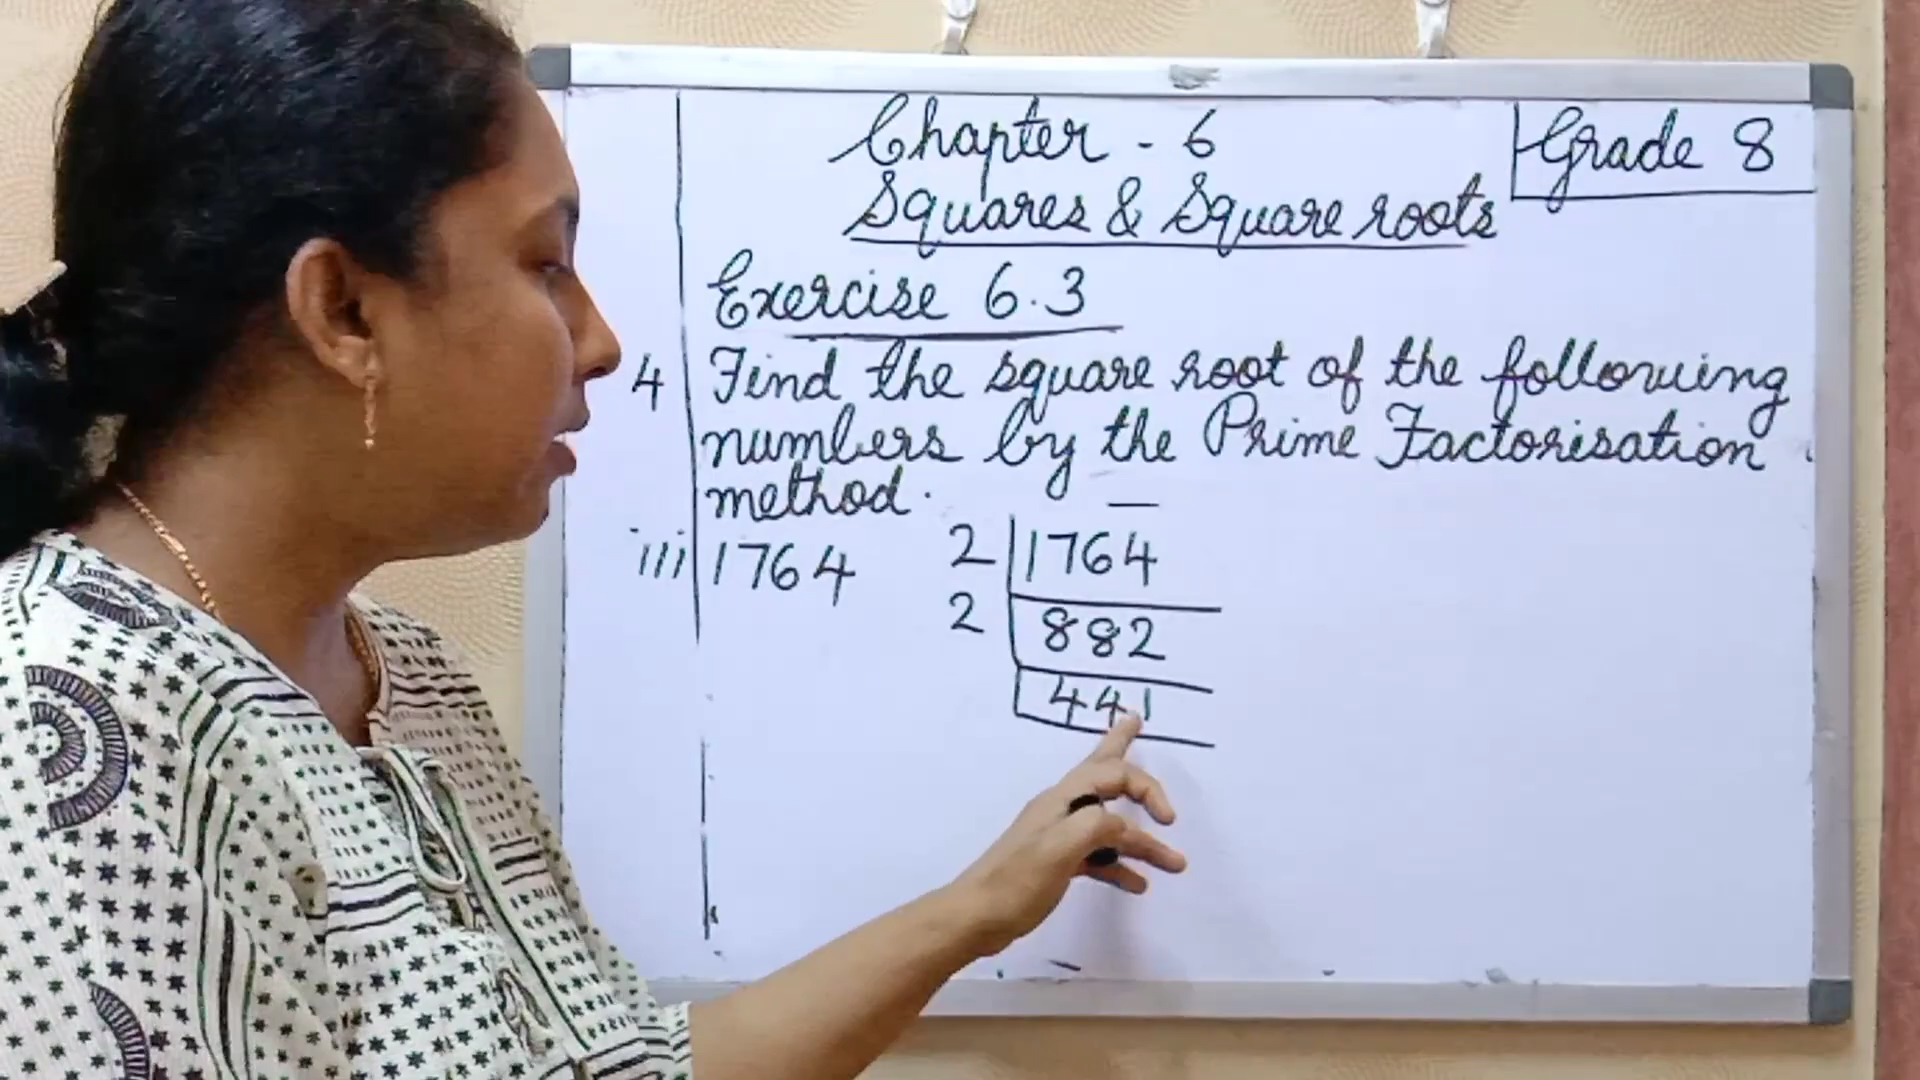 Chapter - 6
Grade 8
Squares & Square roots
Exercise 6.3
4 Find the square root of the following
numbers by the Prime Factorisation
method.
iii 1764 2 1764
2 882
441